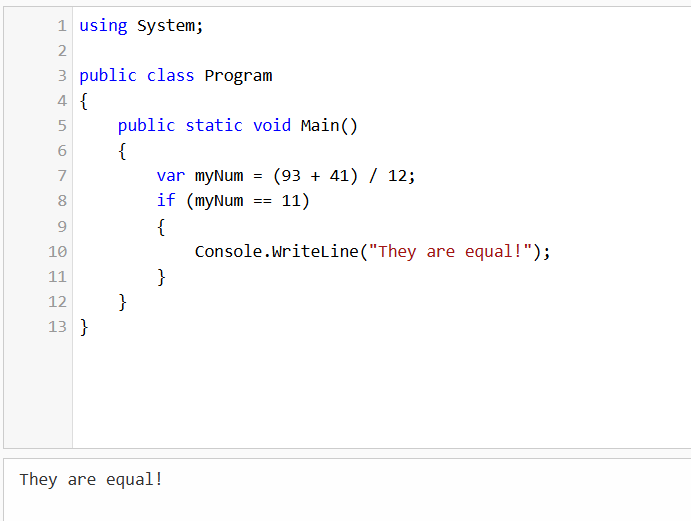 1 using System;
2
3 public class Program
4 {
5     public static void Main()
6     {
7         var myNum = (93 + 41) / 12;
8         if (myNum == 11)
9         {
10             Console.WriteLine("They are equal!");
11         }
12     }
13 }
They are equal!